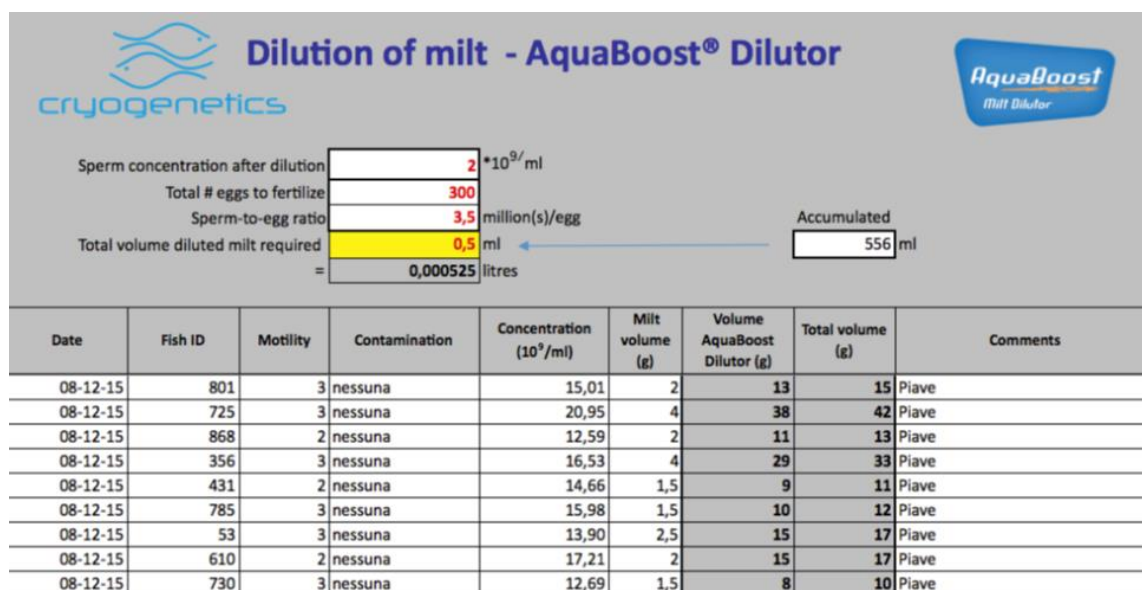 Dilution of milt - AquaBoost® Dilutor
cryogenetics
AquaBoost
Milt Dilutor
Sperm concentration after dilution 2 *10^9/ml
Total # eggs to fertilize 300
Sperm-to-egg ratio 3,5 million(s)/egg Accumulated
Total volume diluted milt required 0,5 ml 556 ml
= 0,000525 litres
Date Fish ID Motility Contamination Concentration (10⁹/ml) Milt volume (g) Volume AquaBoost Dilutor (g) Total volume (g) Comments
08-12-15 801 3 nessuna 15,01 2 13 15 Piave
08-12-15 725 3 nessuna 20,95 4 38 42 Piave
08-12-15 868 2 nessuna 12,59 2 11 13 Piave
08-12-15 356 3 nessuna 16,53 4 29 33 Piave
08-12-15 431 2 nessuna 14,66 1,5 9 11 Piave
08-12-15 785 3 nessuna 15,98 1,5 10 12 Piave
08-12-15 53 3 nessuna 13,90 2,5 15 17 Piave
08-12-15 610 2 nessuna 17,21 2 15 17 Piave
08-12-15 730 3 nessuna 12,69 1,5 8 10 Piave